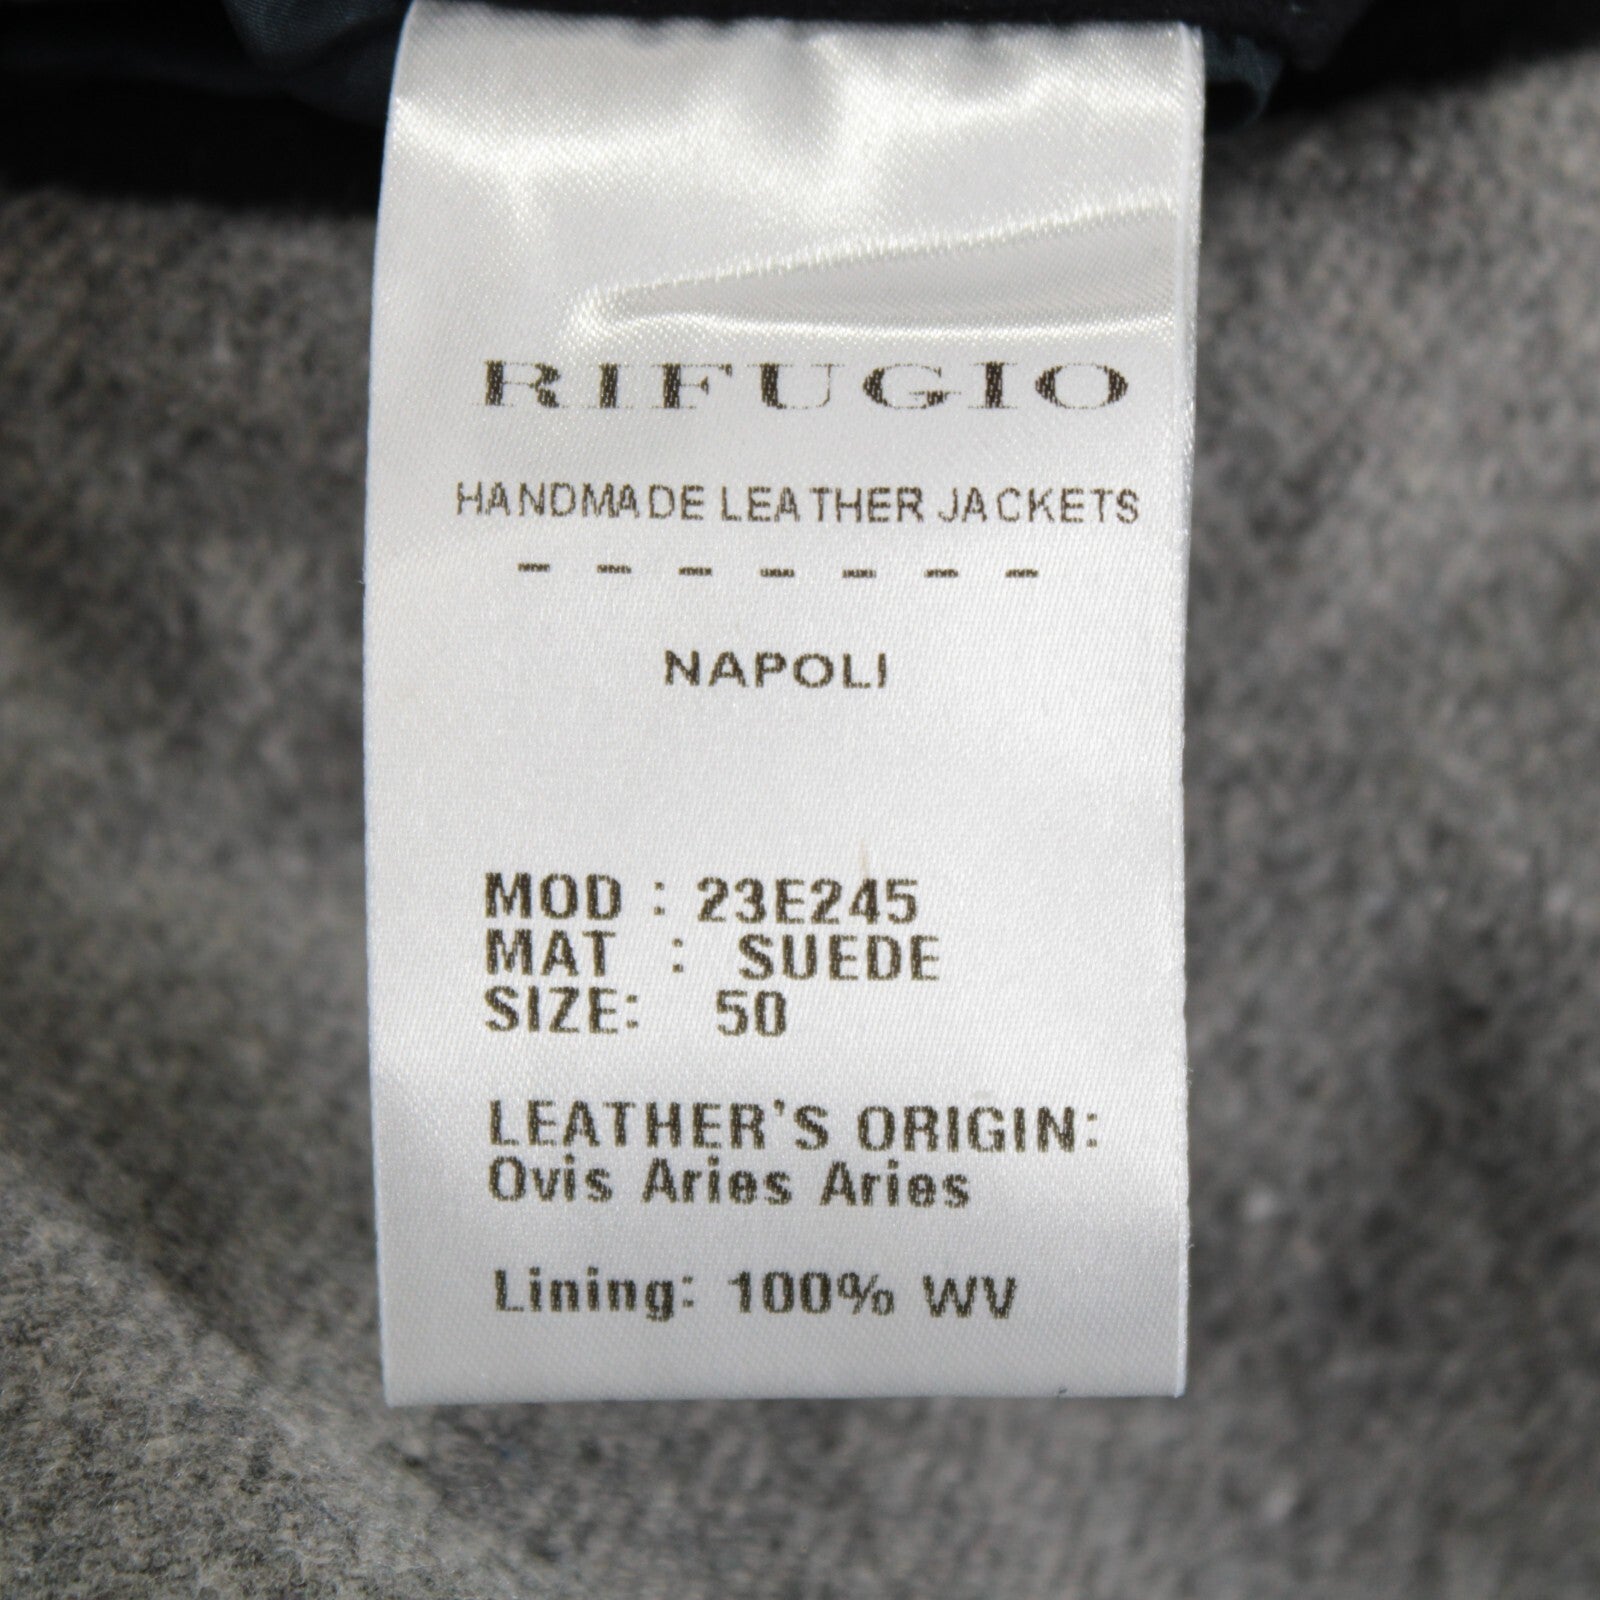 RIFUGIO
HANDMADE LEATHER JACKETS
- - - - - - -
NAPOLI
MOD : 23E245
MAT : SUEDE
SIZE: 50
LEATHER'S ORIGIN:
Ovis Aries Aries
Lining: 100% WV